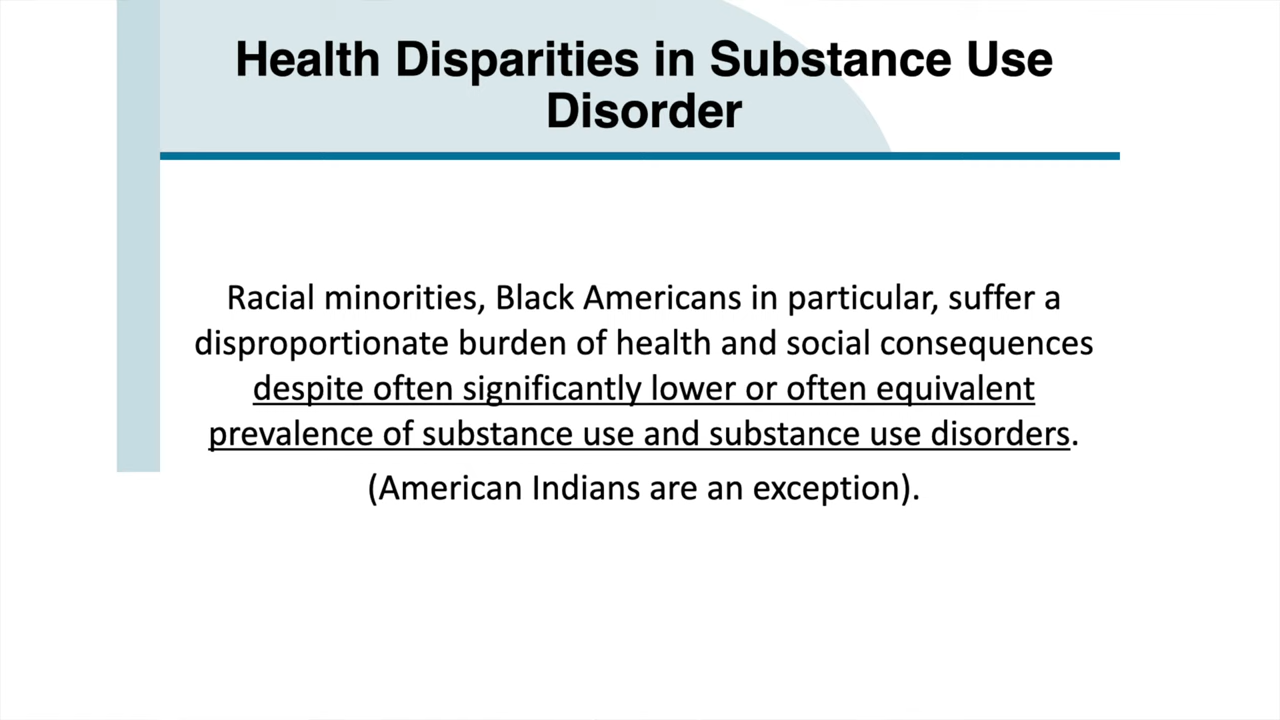 Health Disparities in Substance Use
Disorder
Racial minorities, Black Americans in particular, suffer a
disproportionate burden of health and social consequences
despite often significantly lower or often equivalent
prevalence of substance use and substance use disorders.
(American Indians are an exception).